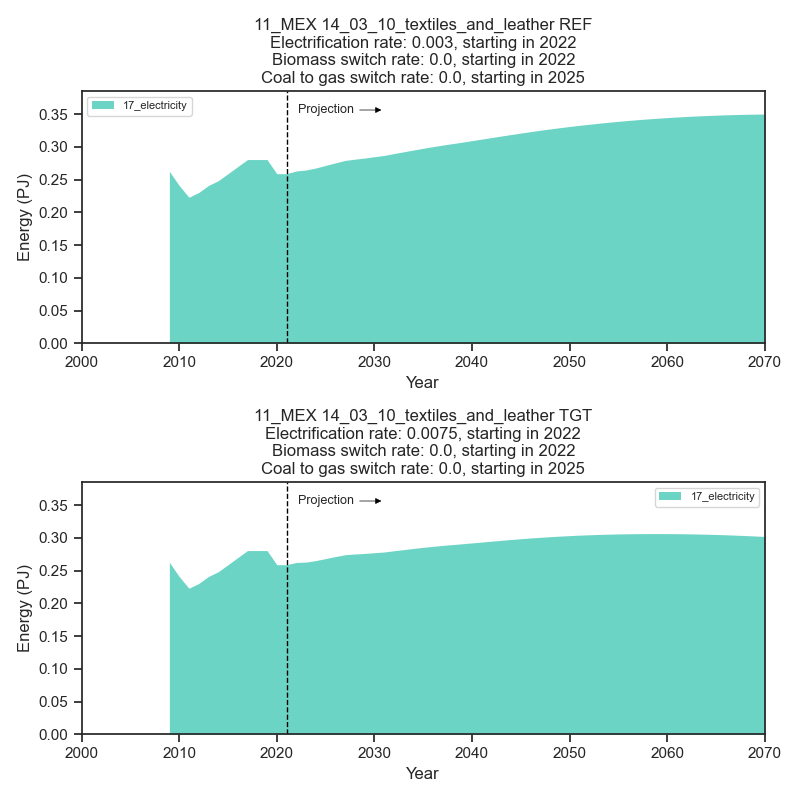 11_MEX 14_03_10_textiles_and_leather REF
Electrification rate: 0.003, starting in 2022
Biomass switch rate: 0.0, starting in 2022
Coal to gas switch rate: 0.0, starting in 2025
17_electricity
Projection
0.35
0.30
0.25
0.20
0.15
0.10
0.05
0.00
Energy (PJ)
2000 2010 2020 2030 2040 2050 2060 2070
Year
11_MEX 14_03_10_textiles_and_leather TGT
Electrification rate: 0.0075, starting in 2022
Biomass switch rate: 0.0, starting in 2022
Coal to gas switch rate: 0.0, starting in 2025
Projection
17_electricity
0.35
0.30
0.25
0.20
0.15
0.10
0.05
0.00
Energy (PJ)
2000 2010 2020 2030 2040 2050 2060 2070
Year